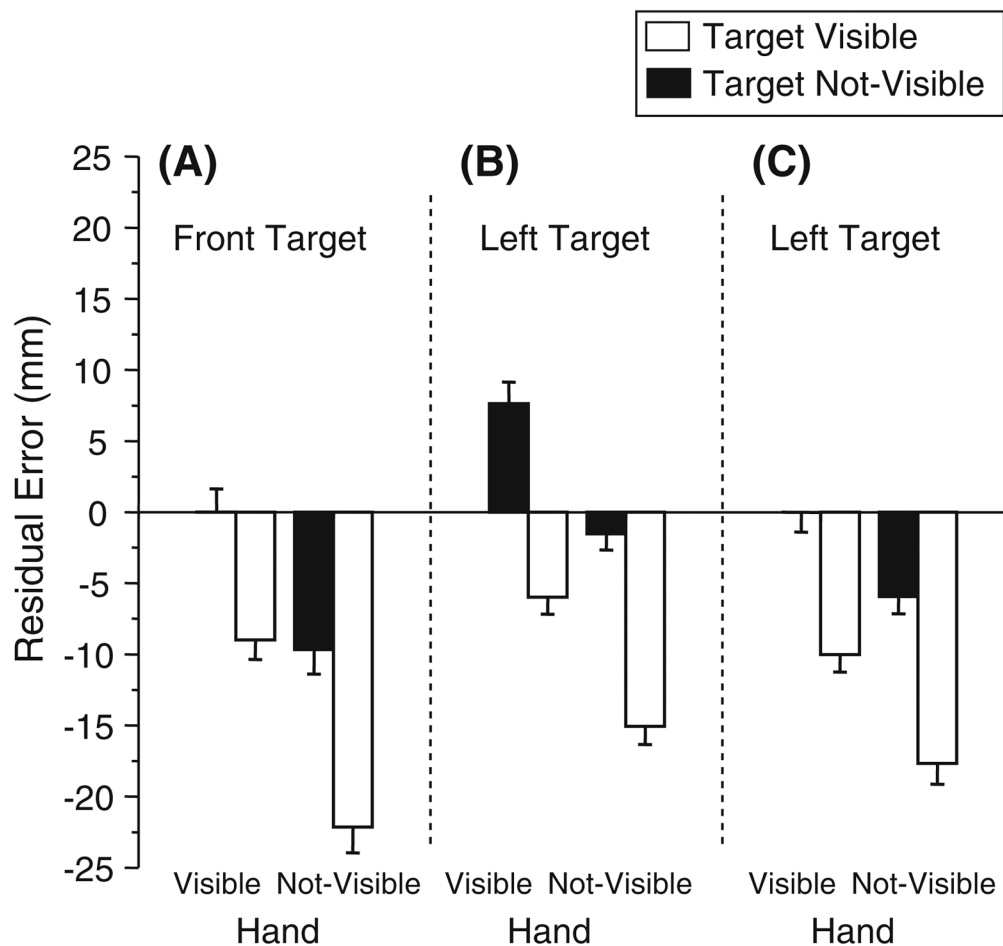 Target Visible
Target Not-Visible
(A) (B) (C)
Front Target Left Target Left Target
Residual Error (mm)
25
20
15
10
5
0
-5
-10
-15
-20
-25
Visible Not-Visible Visible Not-Visible Visible Not-Visible
Hand Hand Hand